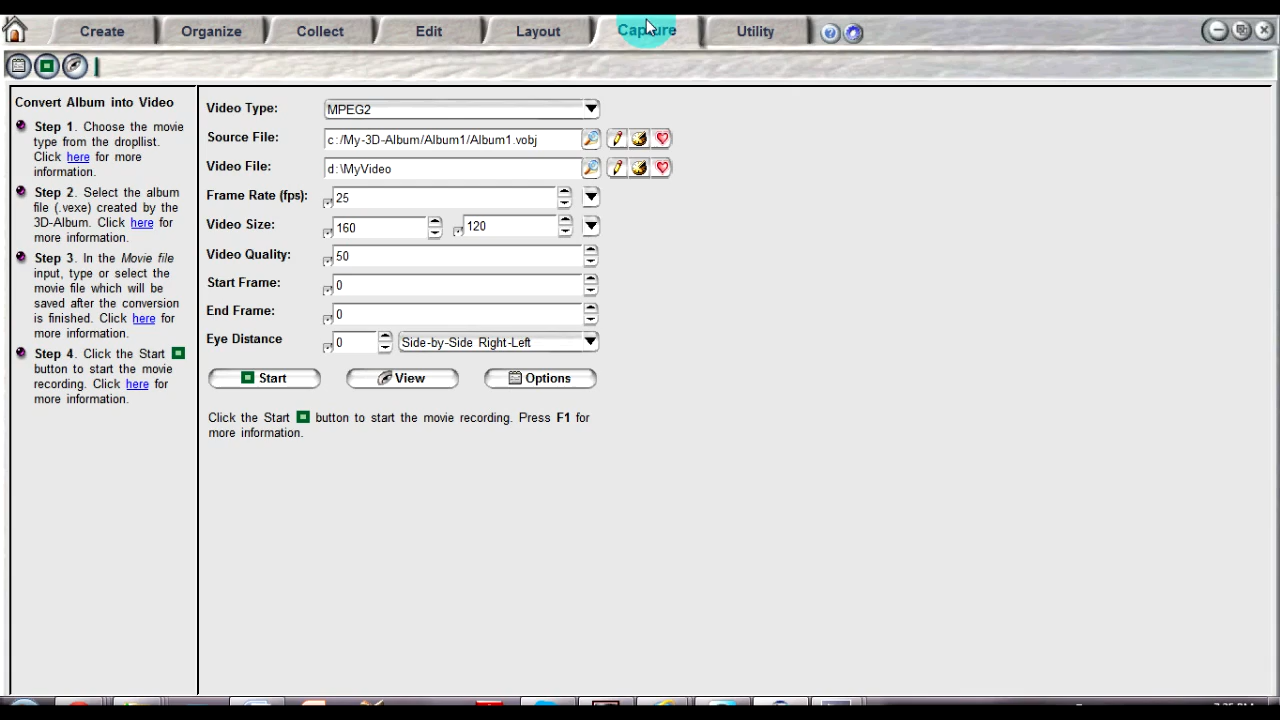 Create Organize Collect Edit Layout Capture Utility
Convert Album into Video
Step 1. Choose the movie
type from the droplist.
Click here for more
information.
Step 2. Select the album
file (.vexe) created by the
3D-Album. Click here for
more information.
Step 3. In the Movie file
input, type or select the
movie file which will be
saved after the conversion
is finished. Click here for
more information.
Step 4. Click the Start
button to start the movie
recording. Click here for
more information.
Video Type: MPEG2
Source File: c:/My-3D-Album/Album1/Album1.vobj
Video File: d:\MyVideo
Frame Rate (fps): 25
Video Size: 160 120
Video Quality: 50
Start Frame: 0
End Frame: 0
Eye Distance 0 Side-by-Side Right-Left
Start View Options
Click the Start button to start the movie recording. Press F1 for
more information.